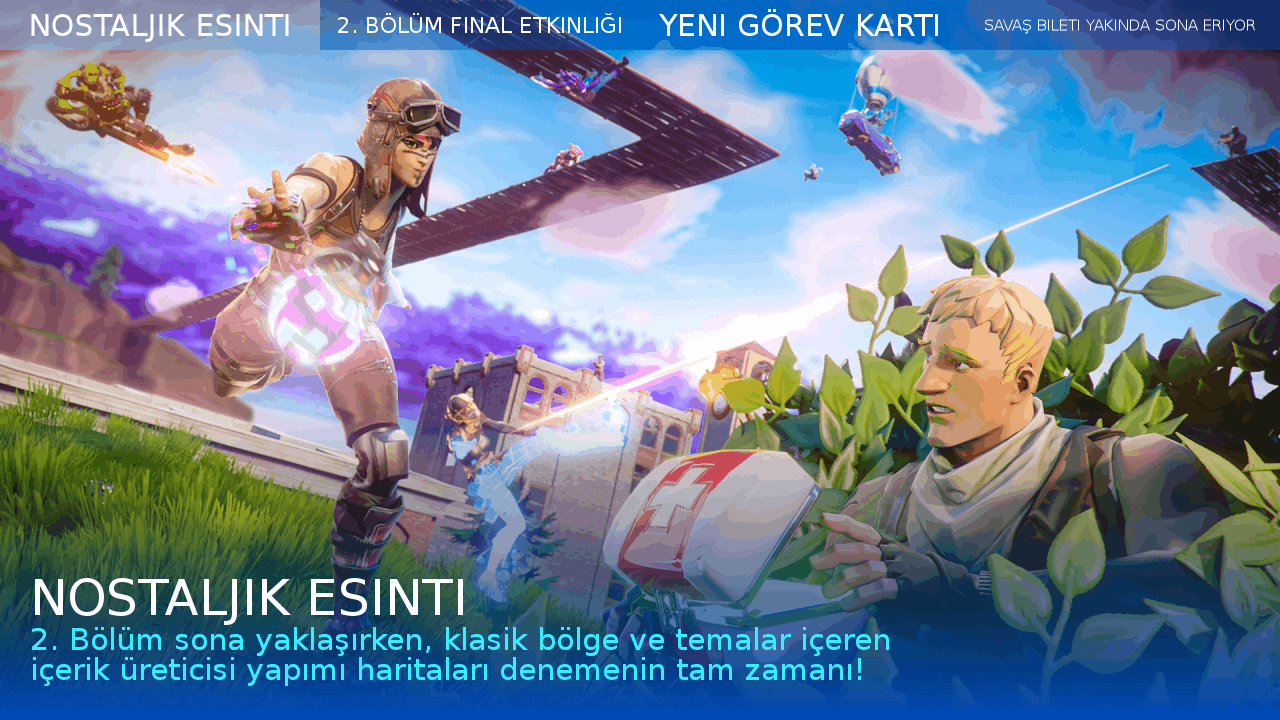 NOSTALJIK ESINTI
2. BÖLÜM FINAL ETKINLIĞI
YENI GÖREV KARTI
SAVAŞ BILETI YAKINDA SONA ERIYOR
NOSTALJIK ESINTI
2. Bölüm sona yaklaşırken, klasik bölge ve temalar içeren
içerik üreticisi yapımı haritaları denemenin tam zamanı!